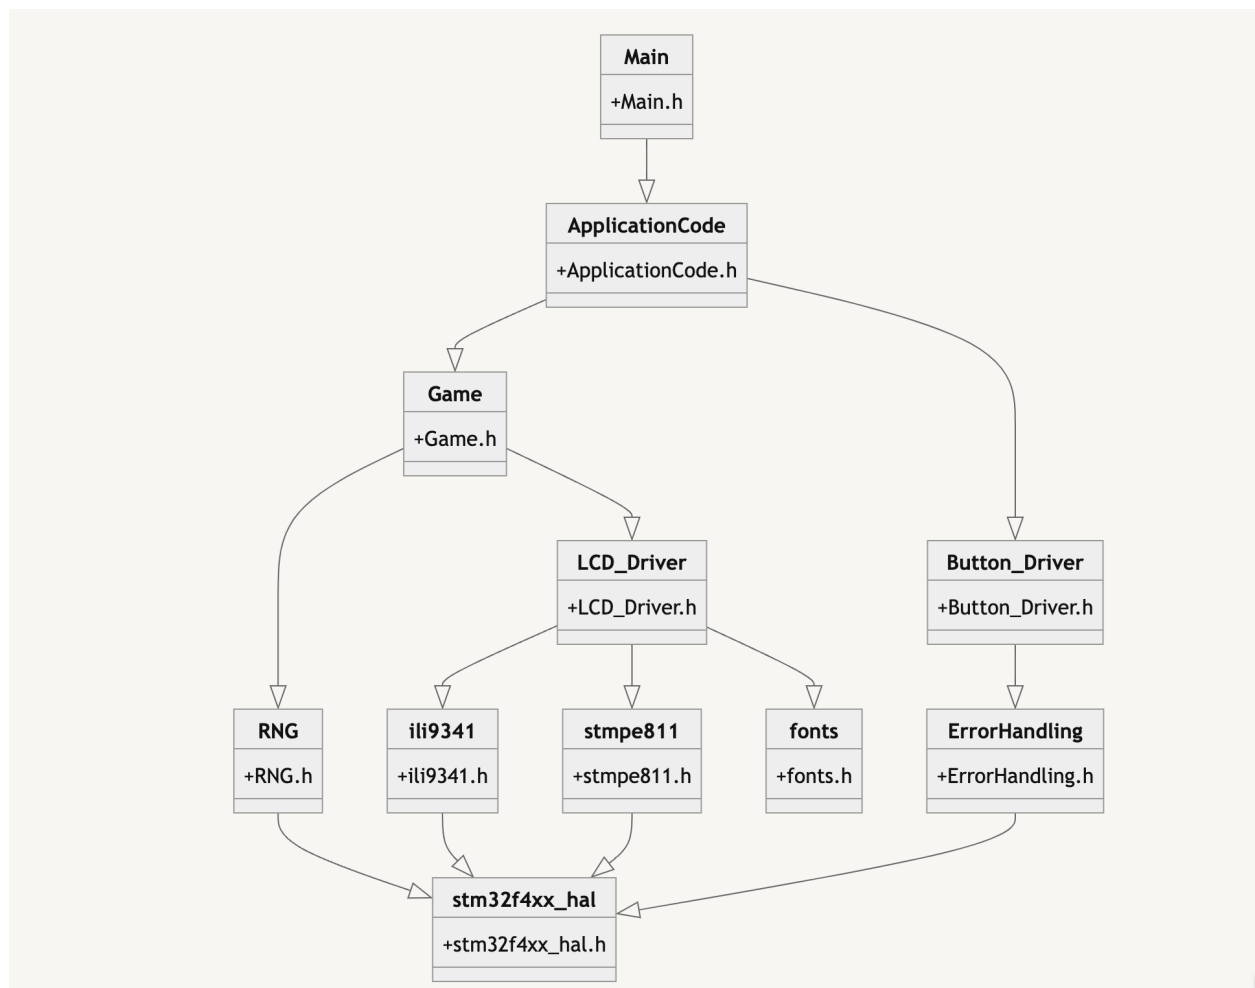 Main
+Main.h
ApplicationCode
+ApplicationCode.h
Game
+Game.h
LCD_Driver
+LCD_Driver.h
Button_Driver
+Button_Driver.h
RNG
+RNG.h
ili9341
+ili9341.h
stmpe811
+stmpe811.h
fonts
+fonts.h
ErrorHandling
+ErrorHandling.h
stm32f4xx_hal
+stm32f4xx_hal.h